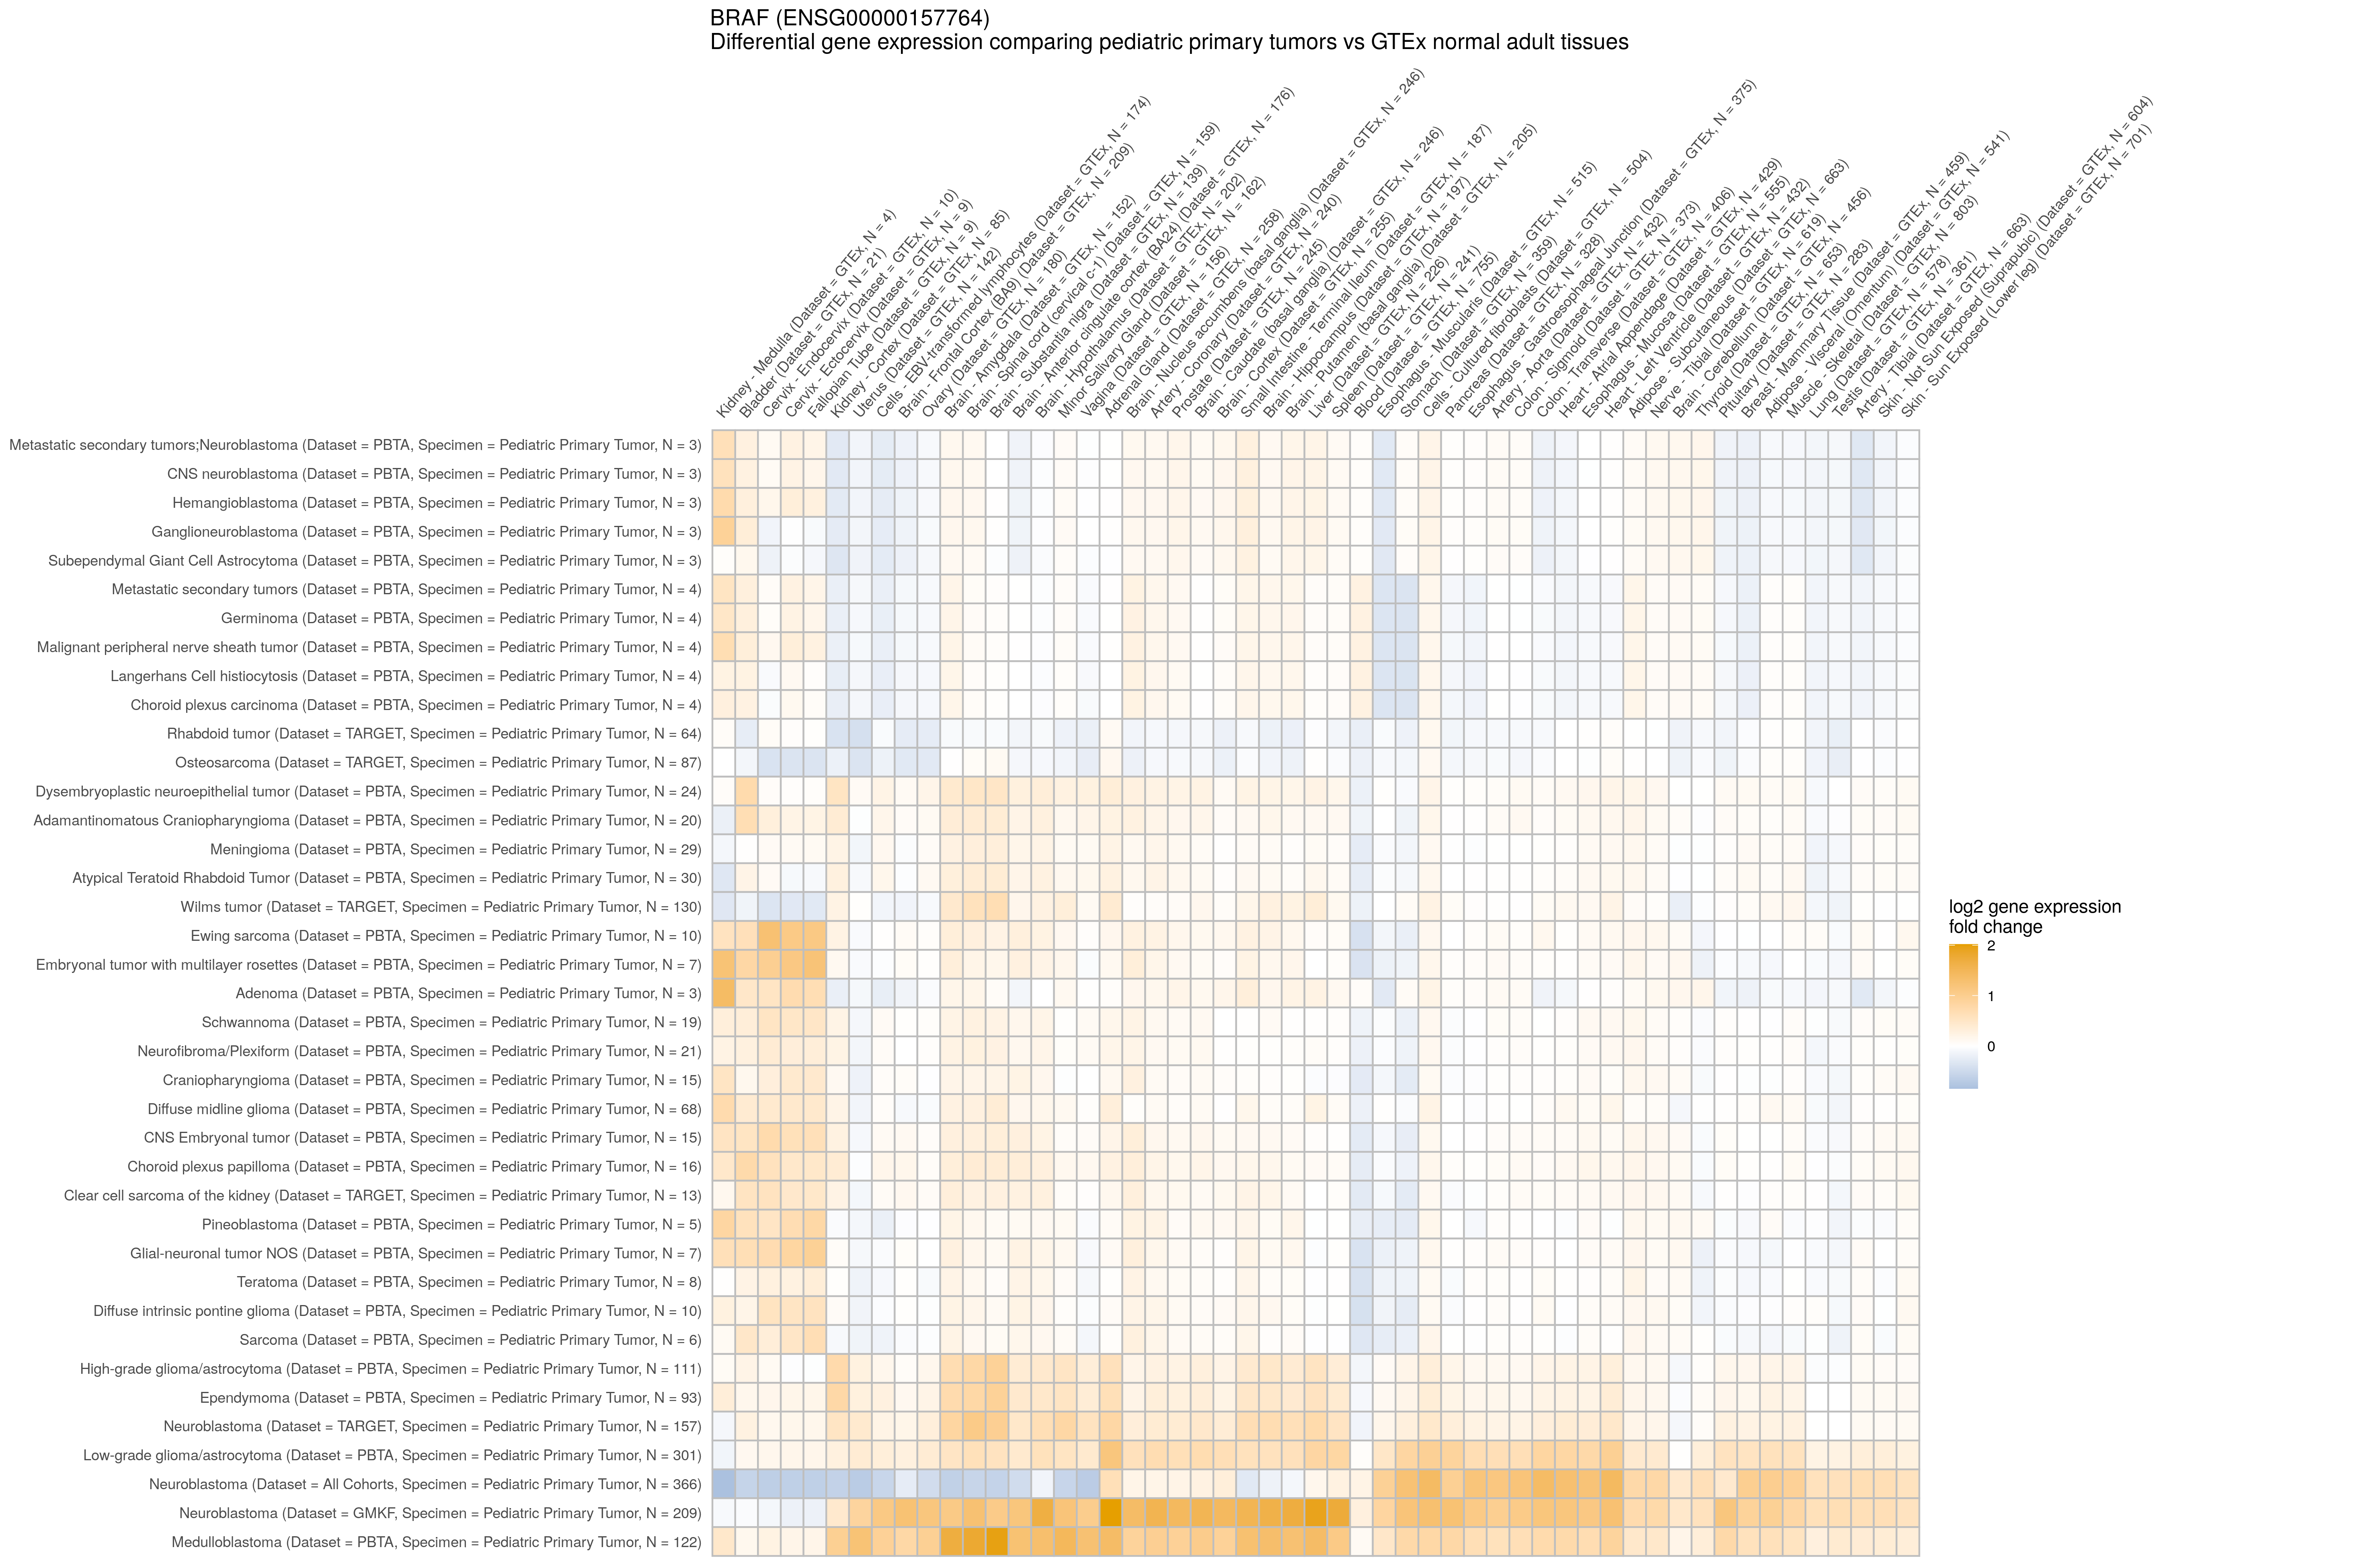 BRAF (ENSG00000157764)
Differential gene expression comparing pediatric primary tumors vs GTEx normal adult tissues
Kidney - Medulla (Dataset = GTEx, N = 4)
Bladder (Dataset = GTEx, N = 21)
Cervix - Endocervix (Dataset = GTEx, N = 10)
Cervix - Ectocervix (Dataset = GTEx, N = 9)
Fallopian Tube (Dataset = GTEx, N = 9)
Kidney - Cortex (Dataset = GTEx, N = 85)
Uterus (Dataset = GTEx, N = 142)
Cells - EBV-transformed lymphocytes (Dataset = GTEx, N = 174)
Brain - Frontal Cortex (BA9) (Dataset = GTEx, N = 209)
Ovary (Dataset = GTEx, N = 180)
Brain - Amygdala (Dataset = GTEx, N = 152)
Brain - Spinal cord (cervical c-1) (Dataset = GTEx, N = 159)
Brain - Substantia nigra (Dataset = GTEx, N = 139)
Brain - Anterior cingulate cortex (BA24) (Dataset = GTEx, N = 176)
Brain - Hypothalamus (Dataset = GTEx, N = 202)
Minor Salivary Gland (Dataset = GTEx, N = 162)
Vagina (Dataset = GTEx, N = 156)
Adrenal Gland (Dataset = GTEx, N = 258)
Brain - Nucleus accumbens (basal ganglia) (Dataset = GTEx, N = 246)
Artery - Coronary (Dataset = GTEx, N = 240)
Prostate (Dataset = GTEx, N = 245)
Brain - Caudate (basal ganglia) (Dataset = GTEx, N = 246)
Brain - Cortex (Dataset = GTEx, N = 255)
Small Intestine - Terminal Ileum (Dataset = GTEx, N = 187)
Brain - Hippocampus (Dataset = GTEx, N = 197)
Brain - Putamen (basal ganglia) (Dataset = GTEx, N = 205)
Liver (Dataset = GTEx, N = 226)
Spleen (Dataset = GTEx, N = 241)
Blood (Dataset = GTEx, N = 755)
Esophagus - Muscularis (Dataset = GTEx, N = 515)
Stomach (Dataset = GTEx, N = 359)
Cells - Cultured fibroblasts (Dataset = GTEx, N = 504)
Pancreas (Dataset = GTEx, N = 328)
Esophagus - Gastroesophageal Junction (Dataset = GTEx, N = 375)
Artery - Aorta (Dataset = GTEx, N = 432)
Colon - Sigmoid (Dataset = GTEx, N = 373)
Colon - Transverse (Dataset = GTEx, N = 406)
Heart - Atrial Appendage (Dataset = GTEx, N = 429)
Esophagus - Mucosa (Dataset = GTEx, N = 555)
Heart - Left Ventricle (Dataset = GTEx, N = 432)
Adipose - Subcutaneous (Dataset = GTEx, N = 663)
Nerve - Tibial (Dataset = GTEx, N = 619)
Brain - Cerebellum (Dataset = GTEx, N = 456)
Thyroid (Dataset = GTEx, N = 653)
Pituitary (Dataset = GTEx, N = 283)
Breast - Mammary Tissue (Dataset = GTEx, N = 459)
Adipose - Visceral (Omentum) (Dataset = GTEx, N = 541)
Muscle - Skeletal (Dataset = GTEx, N = 803)
Lung (Dataset = GTEx, N = 578)
Testis (Dataset = GTEx, N = 361)
Artery - Tibial (Dataset = GTEx, N = 663)
Skin - Not Sun Exposed (Suprapubic) (Dataset = GTEx, N = 604)
Skin - Sun Exposed (Lower leg) (Dataset = GTEx, N = 701)
Metastatic secondary tumors;Neuroblastoma (Dataset = PBTA, Specimen = Pediatric Primary Tumor, N = 3)
CNS neuroblastoma (Dataset = PBTA, Specimen = Pediatric Primary Tumor, N = 3)
Hemangioblastoma (Dataset = PBTA, Specimen = Pediatric Primary Tumor, N = 3)
Ganglioneuroblastoma (Dataset = PBTA, Specimen = Pediatric Primary Tumor, N = 3)
Subependymal Giant Cell Astrocytoma (Dataset = PBTA, Specimen = Pediatric Primary Tumor, N = 3)
Metastatic secondary tumors (Dataset = PBTA, Specimen = Pediatric Primary Tumor, N = 4)
Germinoma (Dataset = PBTA, Specimen = Pediatric Primary Tumor, N = 4)
Malignant peripheral nerve sheath tumor (Dataset = PBTA, Specimen = Pediatric Primary Tumor, N = 4)
Langerhans Cell histiocytosis (Dataset = PBTA, Specimen = Pediatric Primary Tumor, N = 4)
Choroid plexus carcinoma (Dataset = PBTA, Specimen = Pediatric Primary Tumor, N = 4)
Rhabdoid tumor (Dataset = TARGET, Specimen = Pediatric Primary Tumor, N = 64)
Osteosarcoma (Dataset = TARGET, Specimen = Pediatric Primary Tumor, N = 87)
Dysembryoplastic neuroepithelial tumor (Dataset = PBTA, Specimen = Pediatric Primary Tumor, N = 24)
Adamantinomatous Craniopharyngioma (Dataset = PBTA, Specimen = Pediatric Primary Tumor, N = 20)
Meningioma (Dataset = PBTA, Specimen = Pediatric Primary Tumor, N = 29)
Atypical Teratoid Rhabdoid Tumor (Dataset = PBTA, Specimen = Pediatric Primary Tumor, N = 30)
Wilms tumor (Dataset = TARGET, Specimen = Pediatric Primary Tumor, N = 130)
Ewing sarcoma (Dataset = PBTA, Specimen = Pediatric Primary Tumor, N = 10)
Embryonal tumor with multilayer rosettes (Dataset = PBTA, Specimen = Pediatric Primary Tumor, N = 7)
Adenoma (Dataset = PBTA, Specimen = Pediatric Primary Tumor, N = 3)
Schwannoma (Dataset = PBTA, Specimen = Pediatric Primary Tumor, N = 19)
Neurofibroma/Plexiform (Dataset = PBTA, Specimen = Pediatric Primary Tumor, N = 21)
Craniopharyngioma (Dataset = PBTA, Specimen = Pediatric Primary Tumor, N = 15)
Diffuse midline glioma (Dataset = PBTA, Specimen = Pediatric Primary Tumor, N = 68)
CNS Embryonal tumor (Dataset = PBTA, Specimen = Pediatric Primary Tumor, N = 15)
Choroid plexus papilloma (Dataset = PBTA, Specimen = Pediatric Primary Tumor, N = 16)
Clear cell sarcoma of the kidney (Dataset = TARGET, Specimen = Pediatric Primary Tumor, N = 13)
Pineoblastoma (Dataset = PBTA, Specimen = Pediatric Primary Tumor, N = 5)
Glial-neuronal tumor NOS (Dataset = PBTA, Specimen = Pediatric Primary Tumor, N = 7)
Teratoma (Dataset = PBTA, Specimen = Pediatric Primary Tumor, N = 8)
Diffuse intrinsic pontine glioma (Dataset = PBTA, Specimen = Pediatric Primary Tumor, N = 10)
Sarcoma (Dataset = PBTA, Specimen = Pediatric Primary Tumor, N = 6)
High-grade glioma/astrocytoma (Dataset = PBTA, Specimen = Pediatric Primary Tumor, N = 111)
Ependymoma (Dataset = PBTA, Specimen = Pediatric Primary Tumor, N = 93)
Neuroblastoma (Dataset = TARGET, Specimen = Pediatric Primary Tumor, N = 157)
Low-grade glioma/astrocytoma (Dataset = PBTA, Specimen = Pediatric Primary Tumor, N = 301)
Neuroblastoma (Dataset = All Cohorts, Specimen = Pediatric Primary Tumor, N = 366)
Neuroblastoma (Dataset = GMKF, Specimen = Pediatric Primary Tumor, N = 209)
Medulloblastoma (Dataset = PBTA, Specimen = Pediatric Primary Tumor, N = 122)
log2 gene expression
fold change
2
1
0